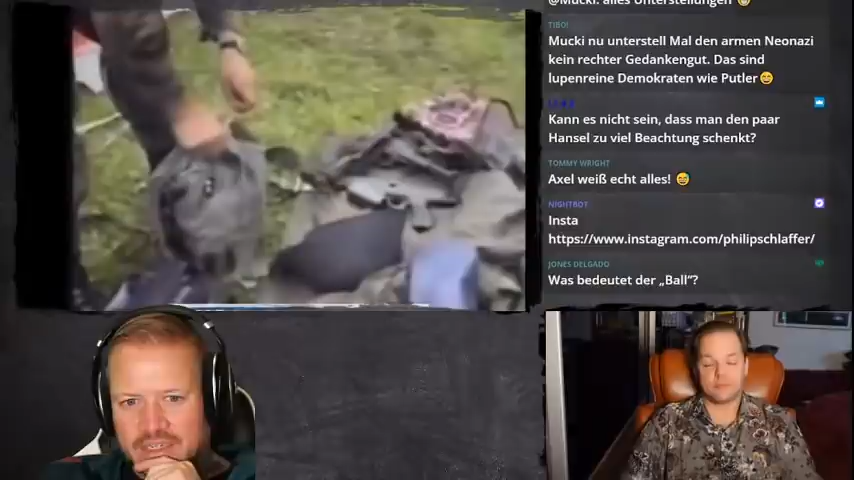 @Mucki: alles Unterstellungen 😅
TIBO!
Mucki nu unterstell Mal den armen Neonazi
kein rechter Gedankengut. Das sind
lupenreine Demokraten wie Putler😄
Kann es nicht sein, dass man den paar
Hansel zu viel Beachtung schenkt?
TOMMY WRIGHT
Axel weiß echt alles! 😅
NIGHTBOT
Insta
https://www.instagram.com/philipschlaffer/
JONES DELGADO
Was bedeutet der „Ball“?